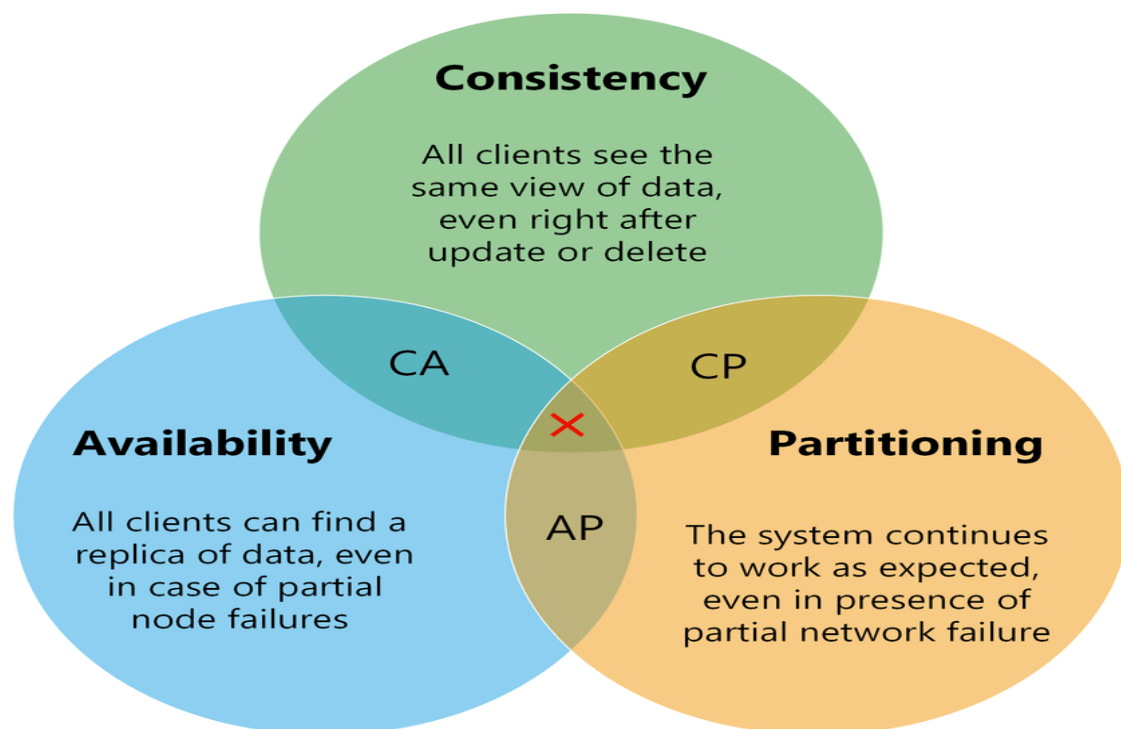 Consistency
All clients see the
same view of data,
even right after
update or delete
CA
CP
Availability
All clients can find a
replica of data, even
in case of partial
node failures
AP
Partitioning
The system continues
to work as expected,
even in presence of
partial network failure